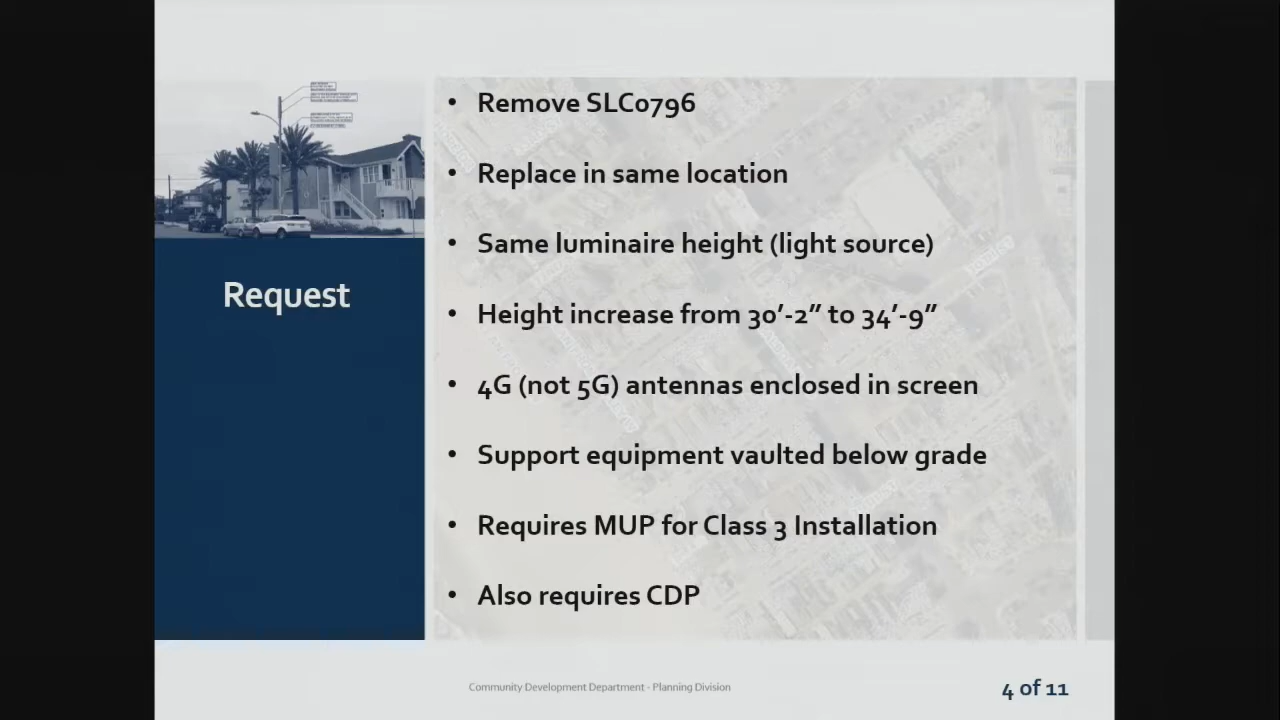 Request
• Remove SLC0796
• Replace in same location
• Same luminaire height (light source)
• Height increase from 30’-2” to 34’-9”
• 4G (not 5G) antennas enclosed in screen
• Support equipment vaulted below grade
• Requires MUP for Class 3 Installation
• Also requires CDP
Community Development Department - Planning Division
4 of 11